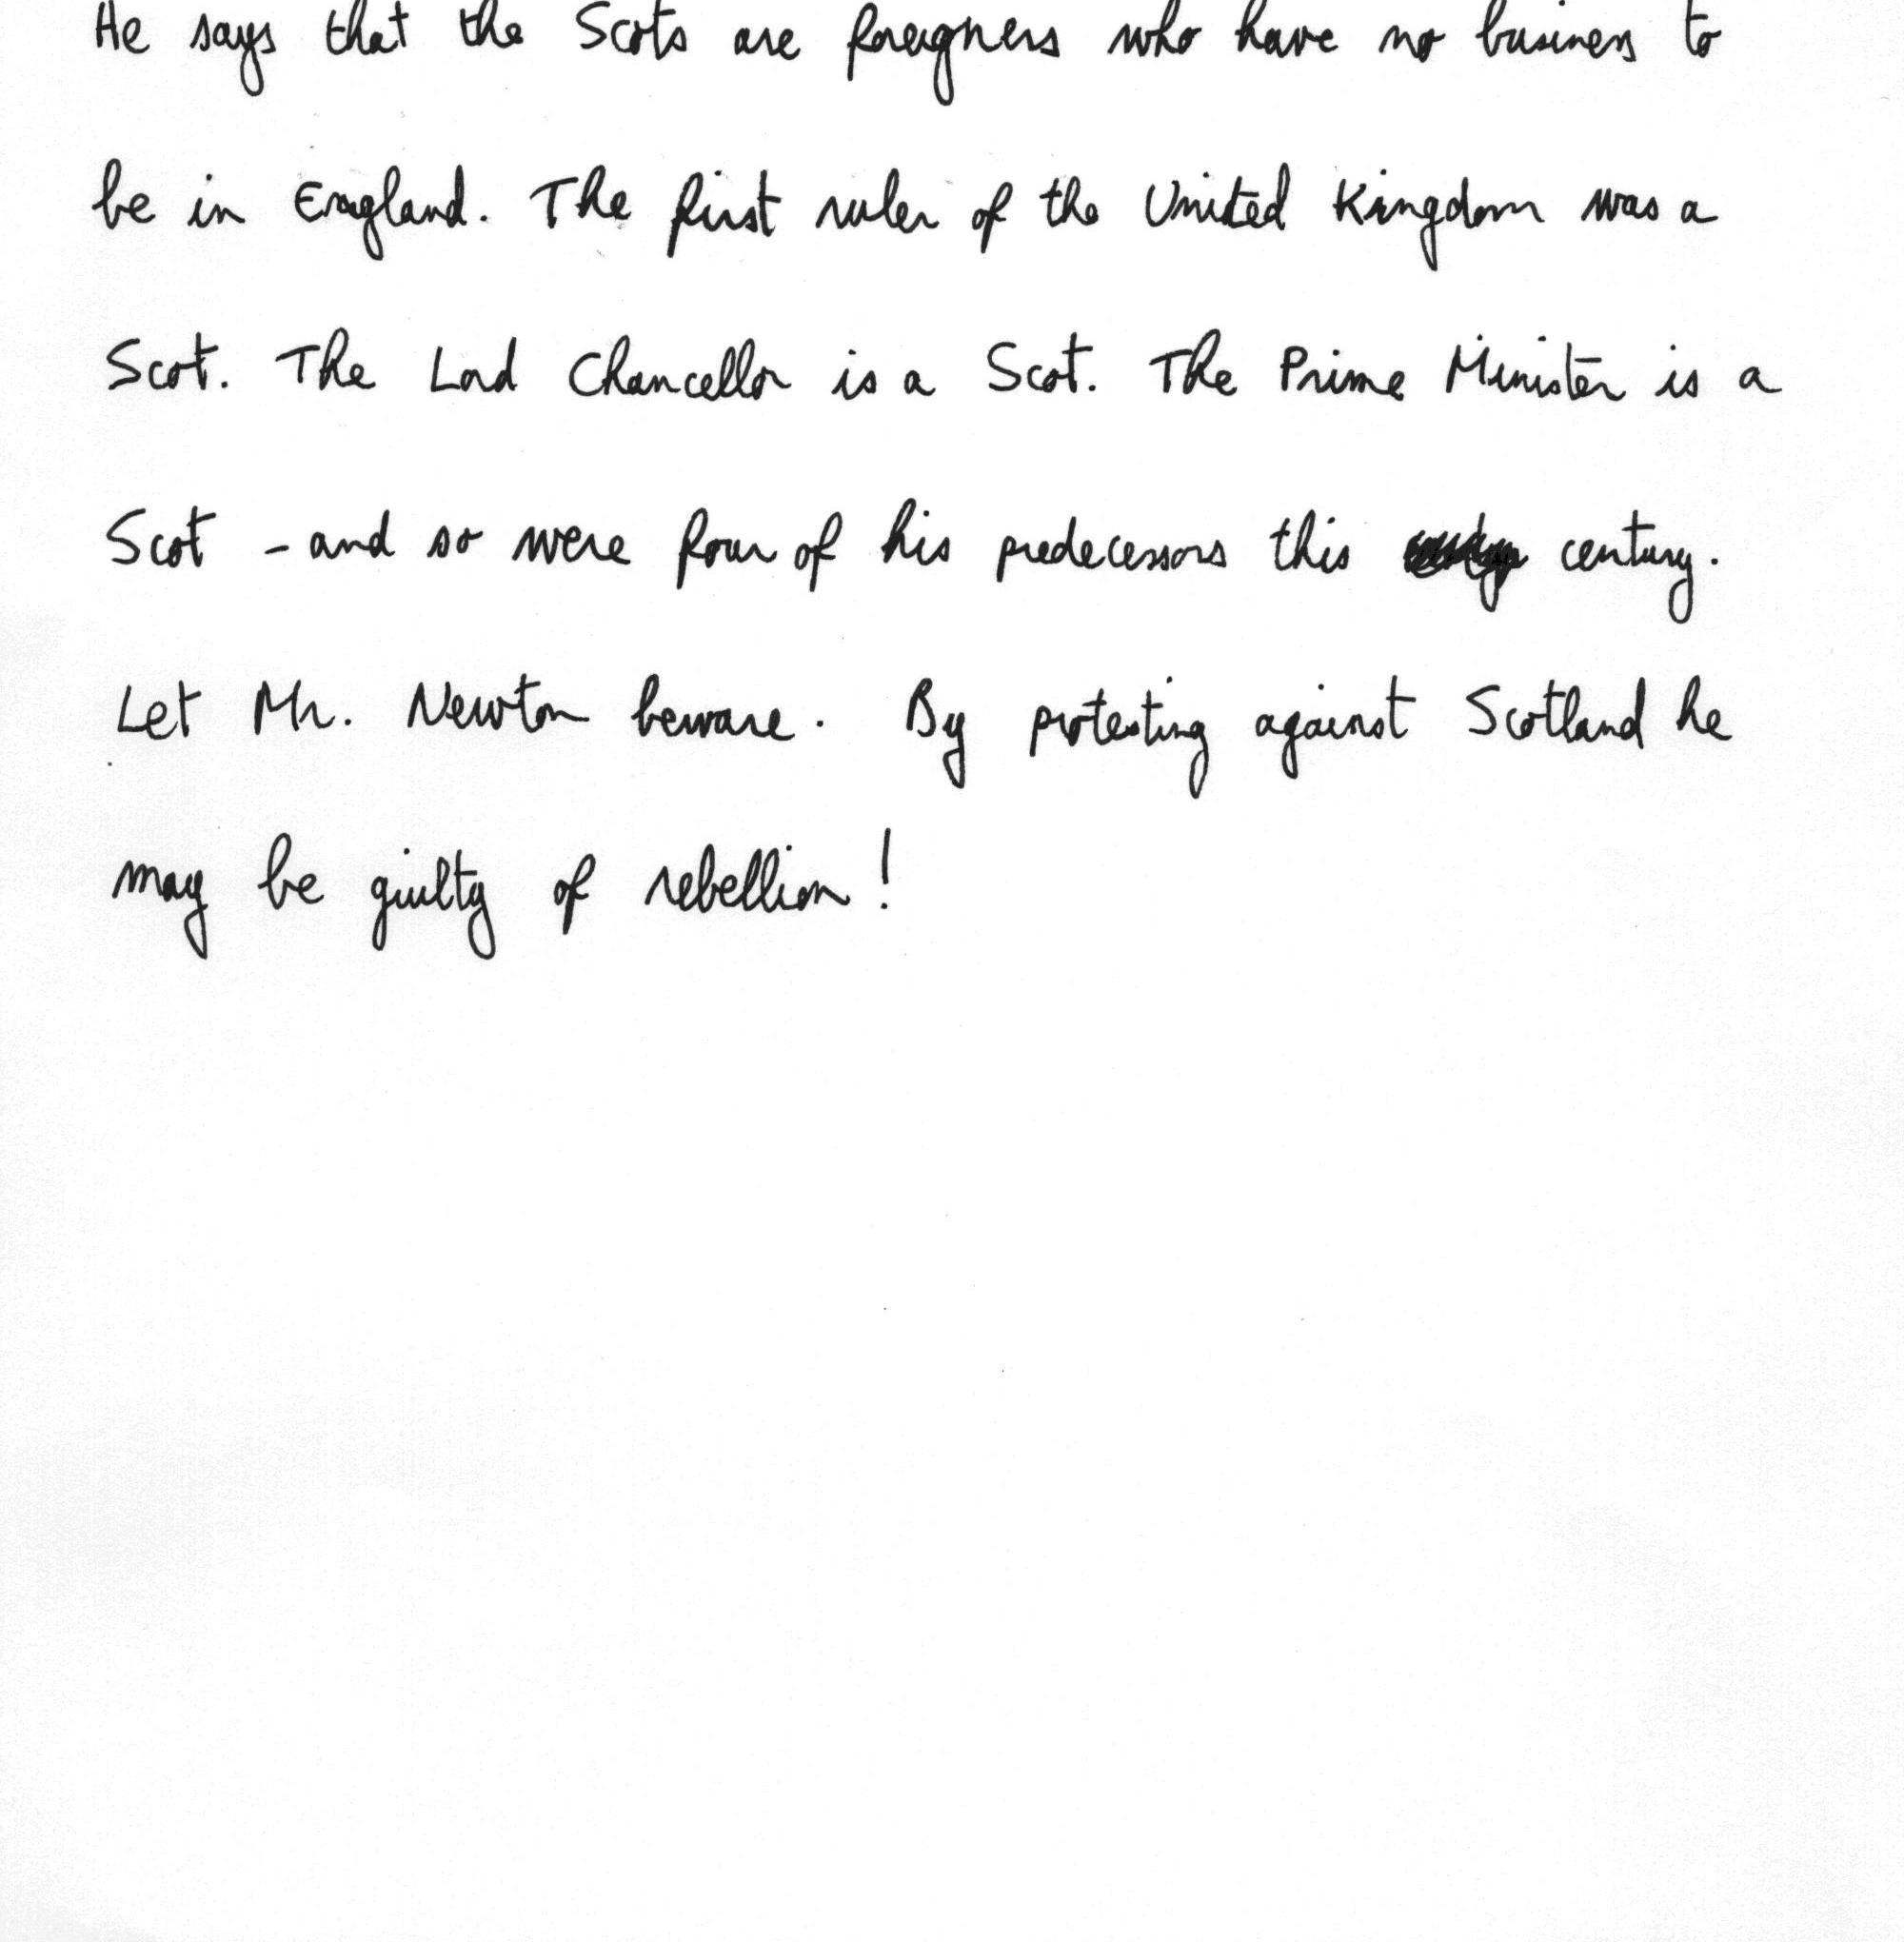 He says that the Scots are foreigners who have no business to
be in England. The first ruler of the United Kingdom was a
Scot. The Lord Chancellor is a Scot. The Prime Minister is a
Scot - and so were four of his predecessors this century.
Let Mr. Newton beware. By protesting against Scotland he
may be guilty of rebellion!